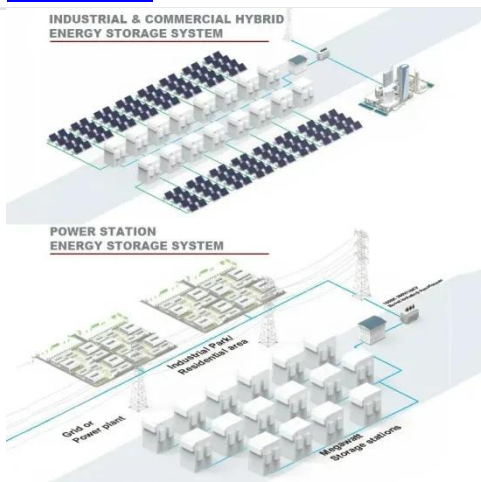 INDUSTRIAL & COMMERCIAL HYBRID
ENERGY STORAGE SYSTEM
POWER STATION
ENERGY STORAGE SYSTEM
Industrial Park/
Residential area
Grid or
Power plant
Megawatt
Storage stations